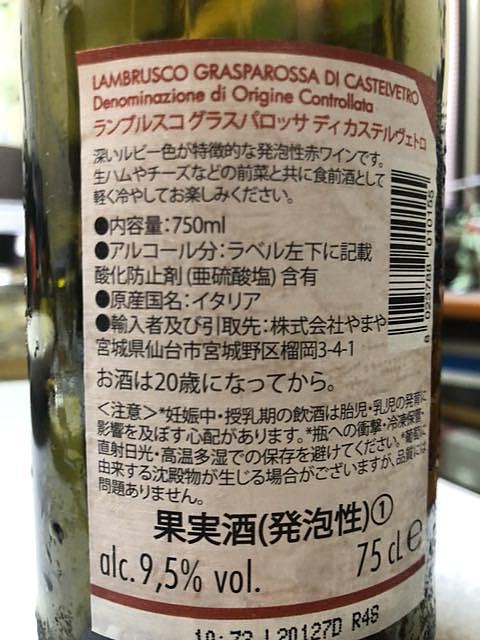 LAMBRUSCO GRASPAROSSA DI CASTELVETRO
Denominazione di Origine Controllata
ランブルスコ グラスパロッサ ディ カステルヴェトロ
深いルビー色が特徴的な発泡性赤ワインです。
生ハムやチーズなどの前菜と共に食前酒として
軽く冷やしてお楽しみください。
●内容量：750ml
●アルコール分：ラベル左下に記載
酸化防止剤(亜硫酸塩)含有
●原産国名：イタリア
●輸入者及び引取先：株式会社やまや
宮城県仙台市宮城野区榴岡3-4-1
お酒は20歳になってから。
＜注意＞*妊娠中・授乳期の飲酒は胎児・乳児の発育に
影響を及ぼす心配があります。*瓶への衝撃・冷凍保管・
直射日光・高温多湿での保存を避けてください。*葡萄に
由来する沈殿物が生じる場合がございますが、品質には
問題ありません。
果実酒(発泡性)①
alc. 9,5% vol.
75 cL e
8 023788 010155
L20127D R48